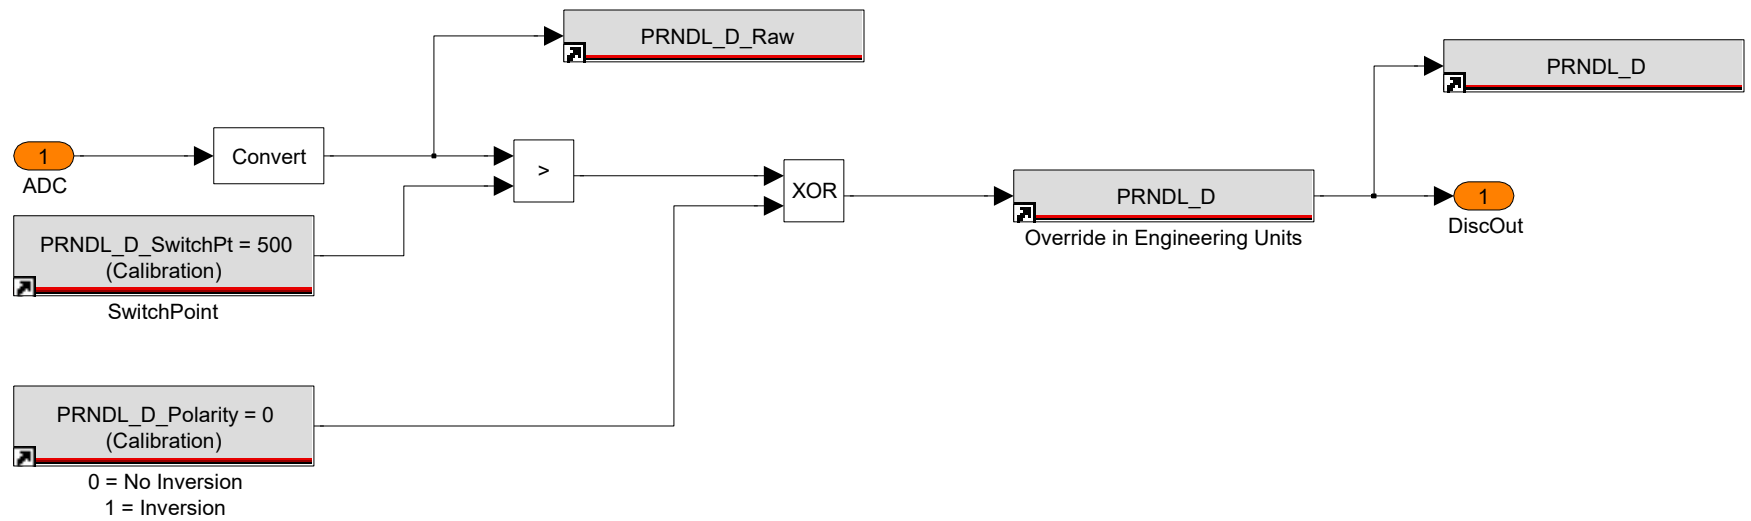 PRNDL_D_Raw
PRNDL_D
1
ADC
Convert
>
XOR
PRNDL_D
Override in Engineering Units
1
DiscOut
PRNDL_D_SwitchPt = 500
(Calibration)
SwitchPoint
PRNDL_D_Polarity = 0
(Calibration)
0 = No Inversion
1 = Inversion